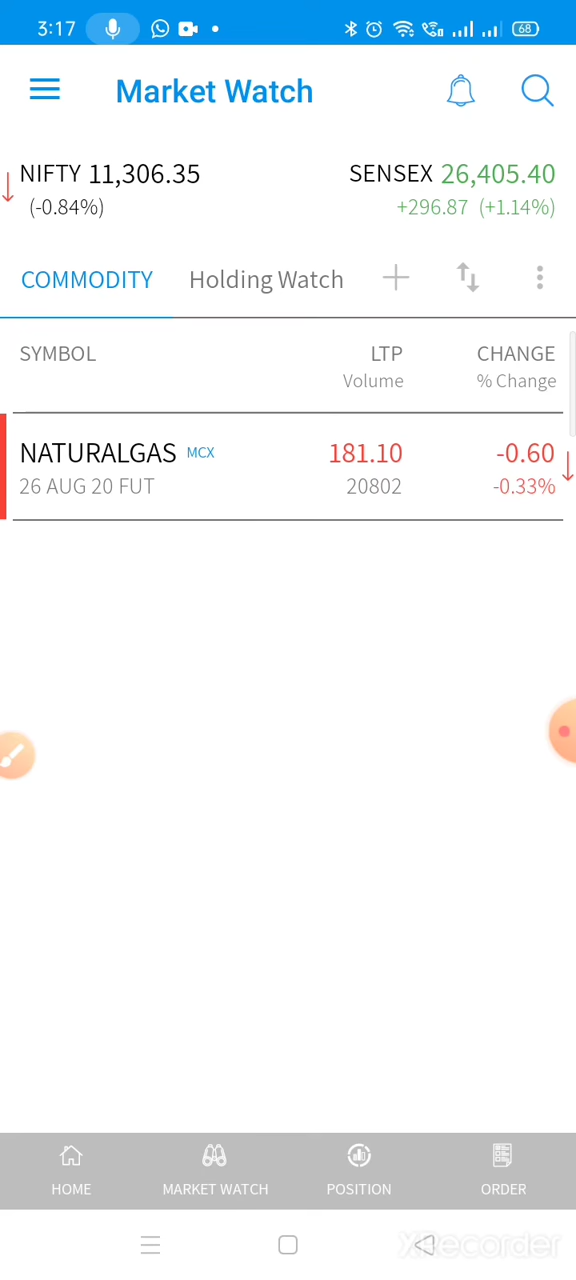 3:17
68
Market Watch
NIFTY 11,306.35
(-0.84%)
SENSEX 26,405.40
+296.87 (+1.14%)
COMMODITY Holding Watch
SYMBOL LTP CHANGE
Volume % Change
NATURALGAS MCX 181.10 -0.60
26 AUG 20 FUT 20802 -0.33%
HOME MARKET WATCH POSITION ORDER
XRecorder